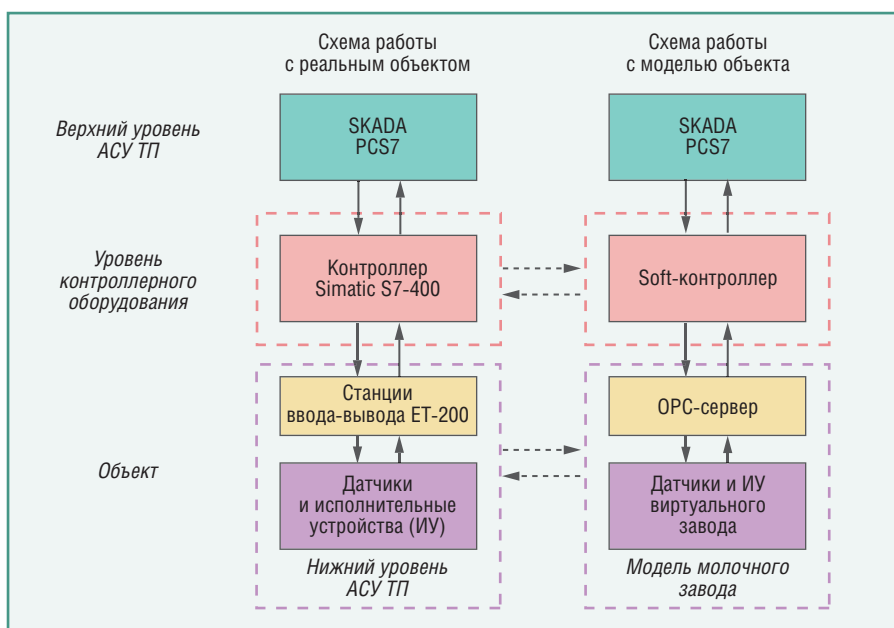 Схема работы
с реальным объектом
Схема работы
с моделью объекта
Верхний уровень
АСУ ТП
SKADA
PCS7
SKADA
PCS7
Уровень
контроллерного
оборудования
Контроллер
Simatic S7-400
Soft-контроллер
Объект
Станции
ввода-вывода ET-200
OPC-сервер
Датчики
и исполнительные
устройства (ИУ)
Датчики и ИУ
виртуального
завода
Нижний уровень
АСУ ТП
Модель молочного
завода